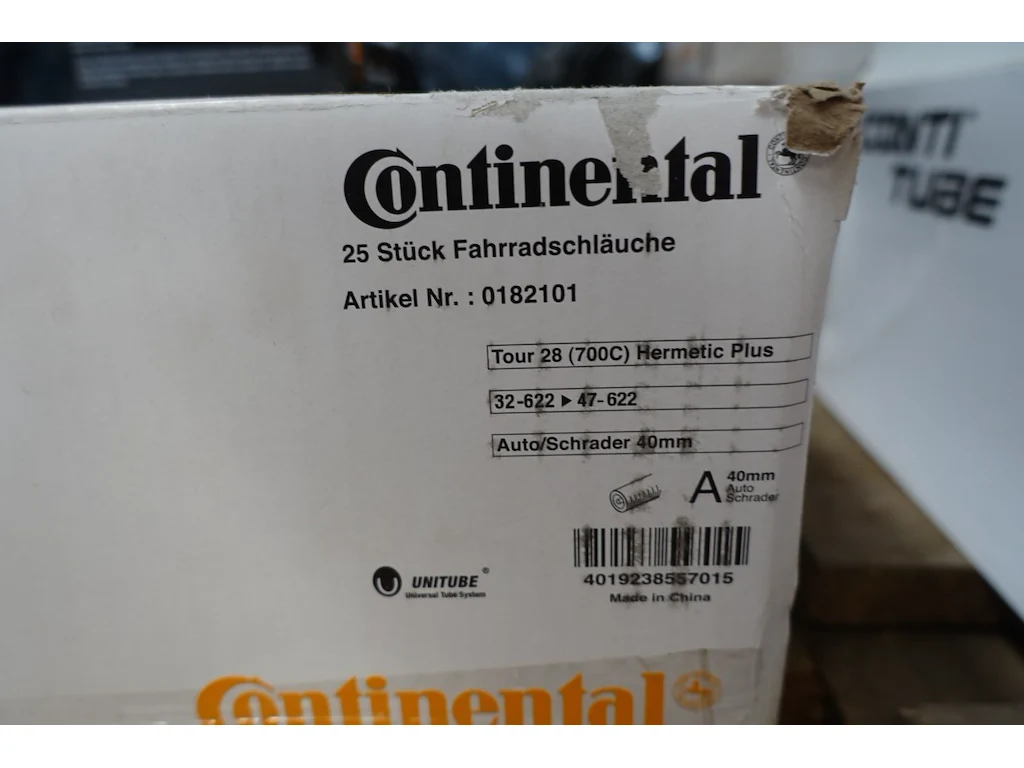 Continental
25 Stück Fahrradschläuche
Artikel Nr. : 0182101
Tour 28 (700C) Hermetic Plus
32-622 ▶ 47-622
Auto/Schrader 40mm
A 40mm
Auto
Schrader
4019238557015
Made in China
UNITUBE ®
Universal Tube System
Continental
CONTI
TUBE